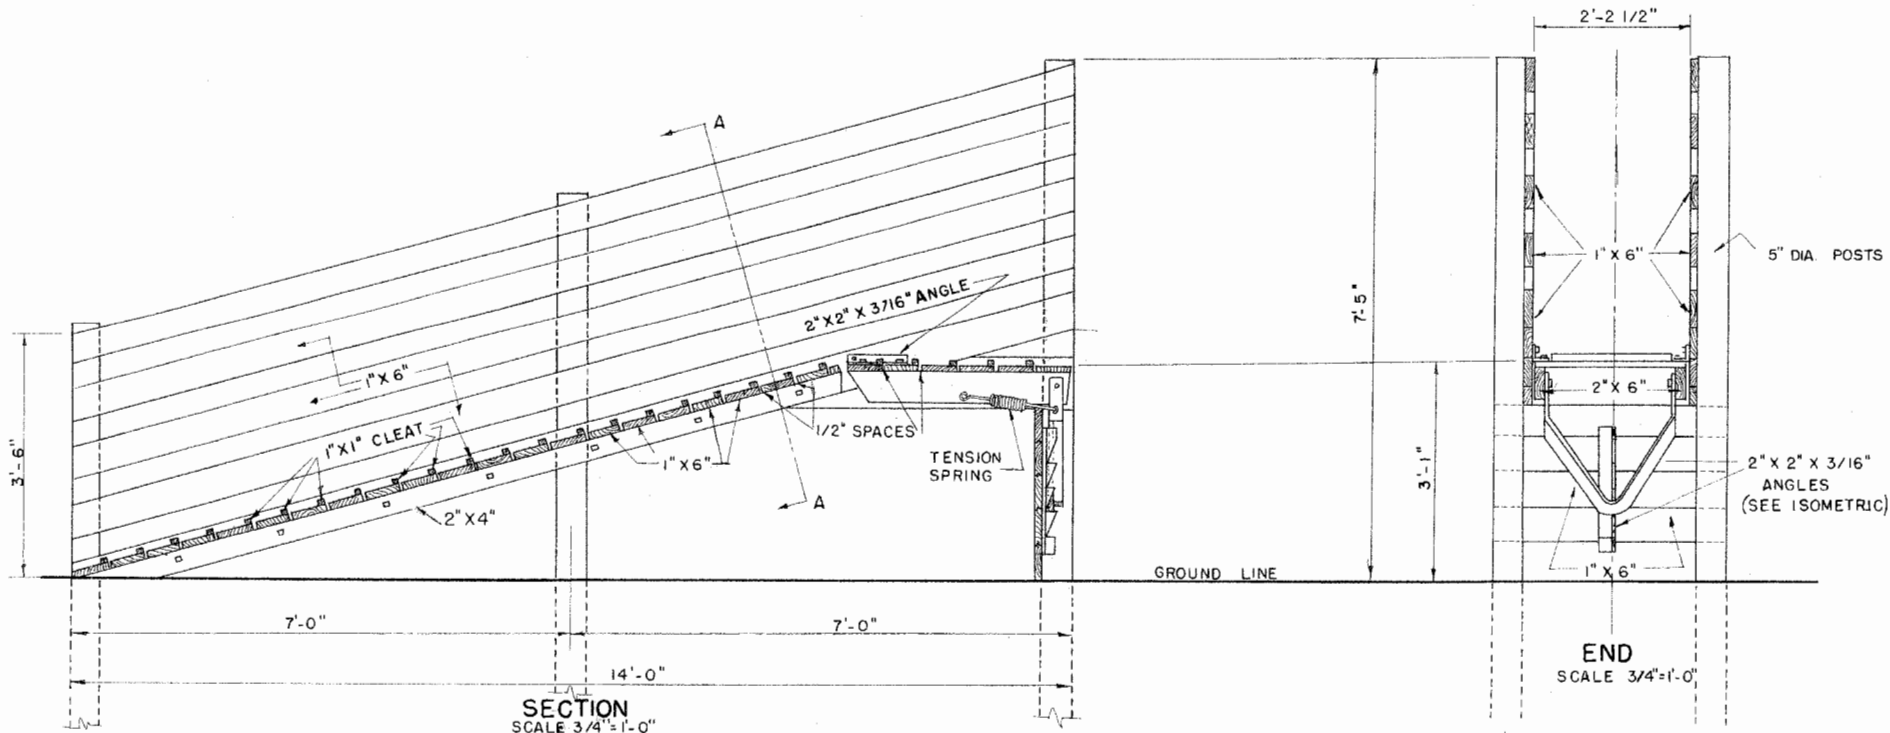 2'-2 1/2"
A
1" X 6"
5" DIA. POSTS
2" X 2" X 3/16" ANGLE
7'-5"
1" X 6"
2" X 6"
3'-6"
1" X 1" CLEAT
1/2" SPACES
1" X 6"
TENSION
SPRING
3'-1"
2" X 2" X 3/16"
ANGLES
(SEE ISOMETRIC)
2" X 4"
A
GROUND LINE
1" X 6"
7'-0"
7'-0"
14'-0"
SECTION
SCALE 3/4"=1'-0"
END
SCALE 3/4"=1'-0"